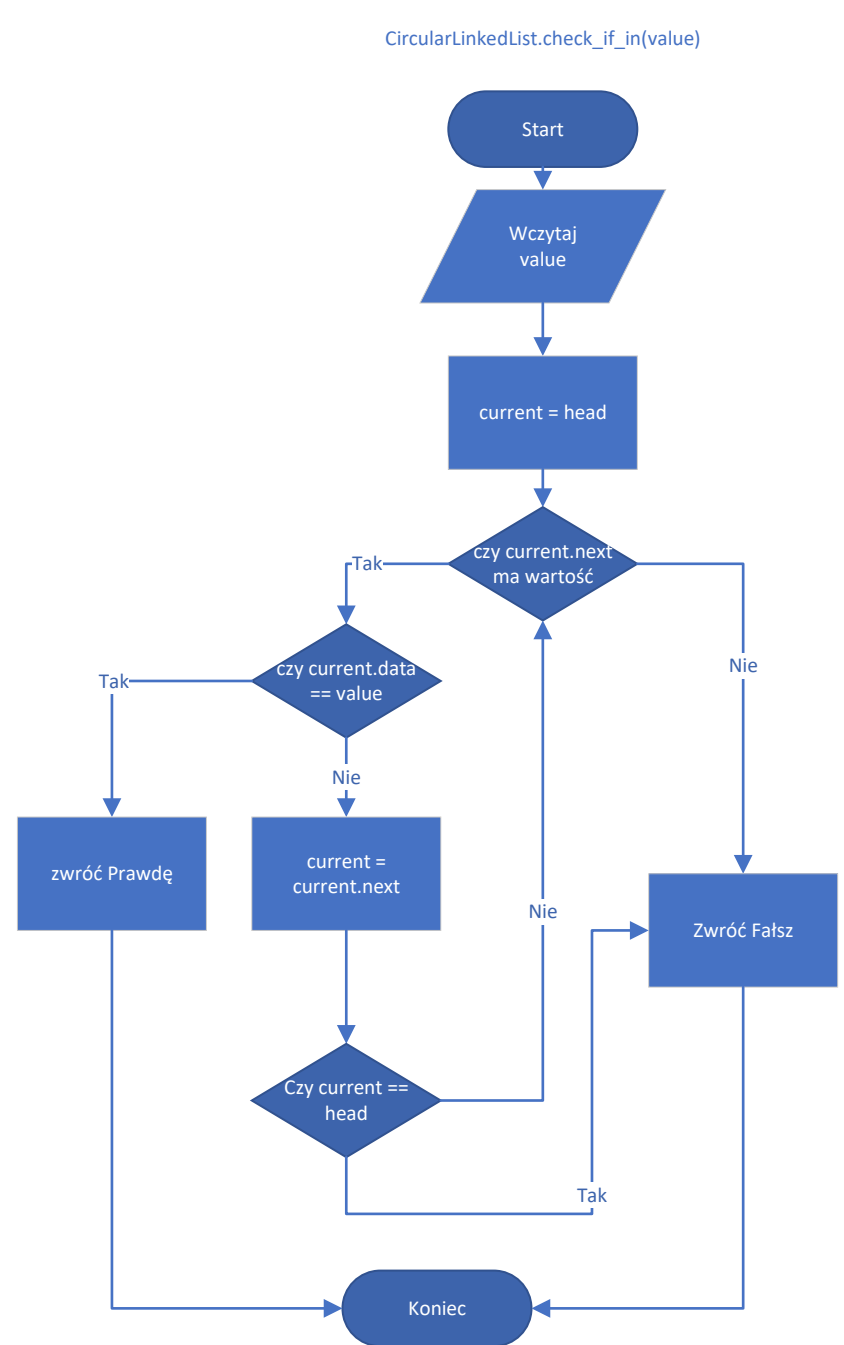 CircularLinkedList.check_if_in(value)
Start
Wczytaj
value
current = head
czy current.next
ma wartość
Tak
Nie
czy current.data
== value
Tak
Nie
zwróć Prawdę
current =
current.next
Nie
Zwróć Fałsz
Czy current ==
head
Tak
Koniec